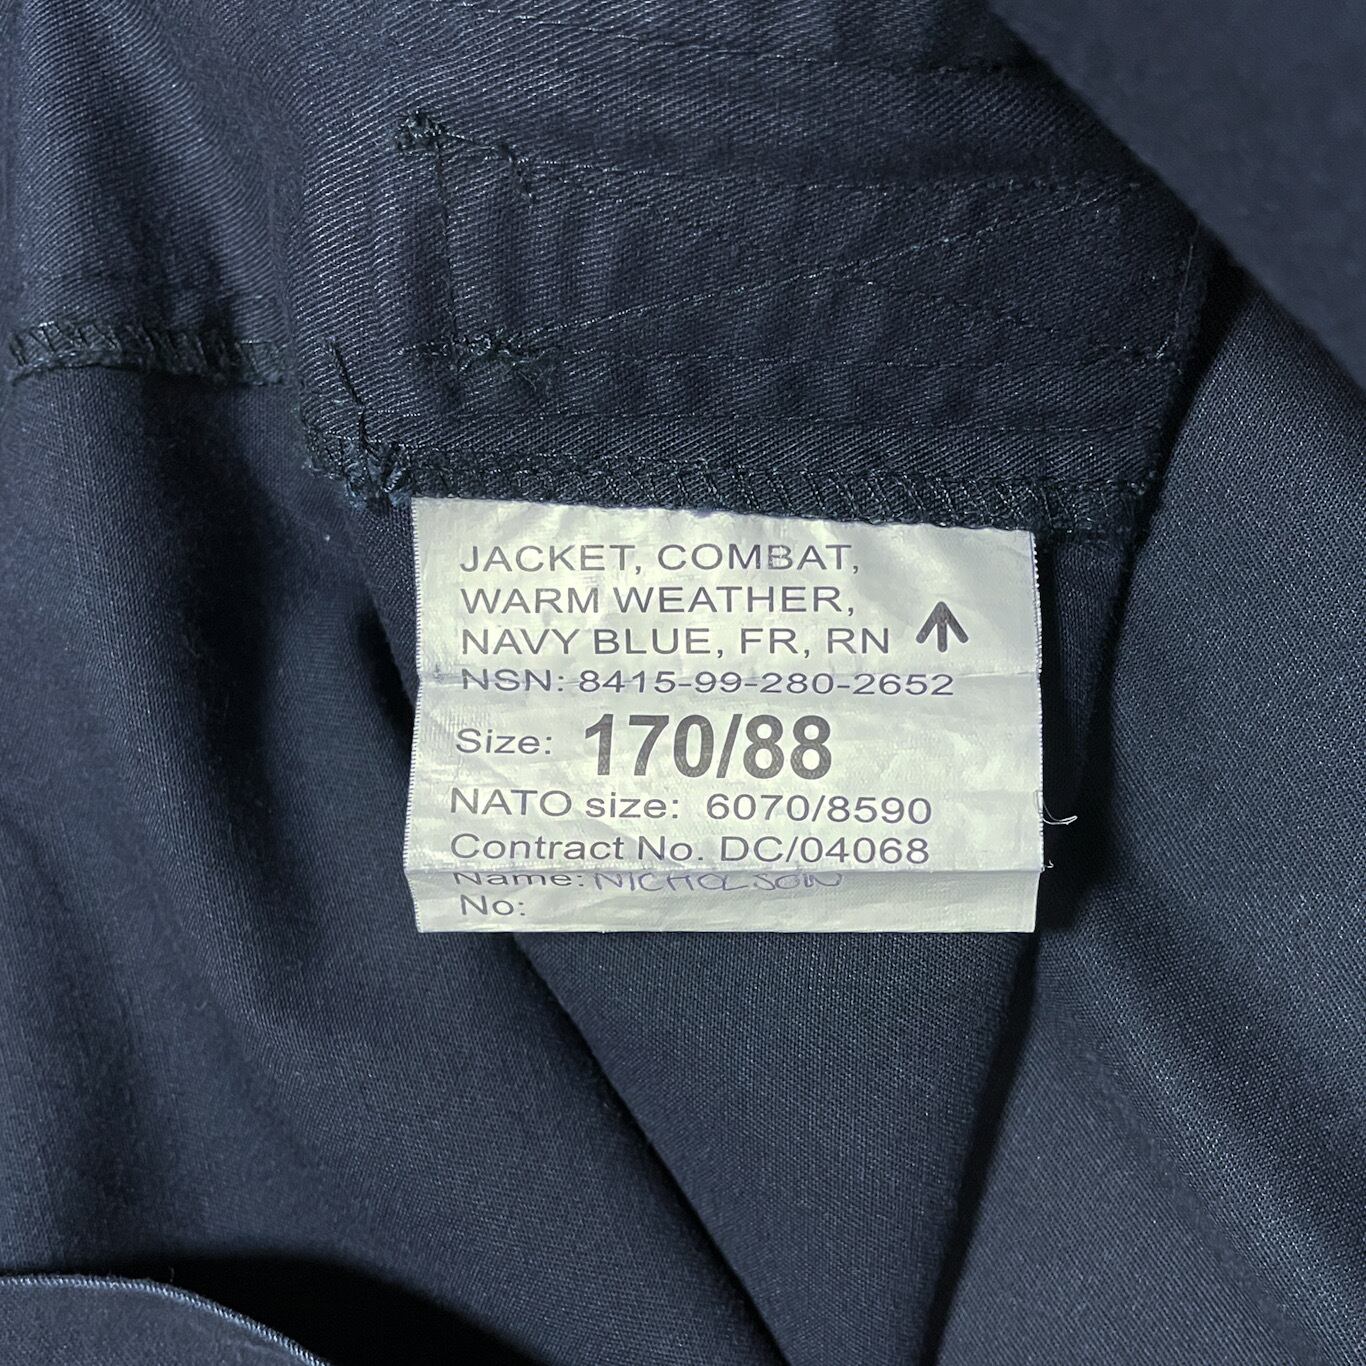 JACKET, COMBAT,
WARM WEATHER,
NAVY BLUE, FR, RN
NSN: 8415-99-280-2652
Size: 170/88
NATO size: 6070/8590
Contract No. DC/04068
Name: NICHOLSON
No: